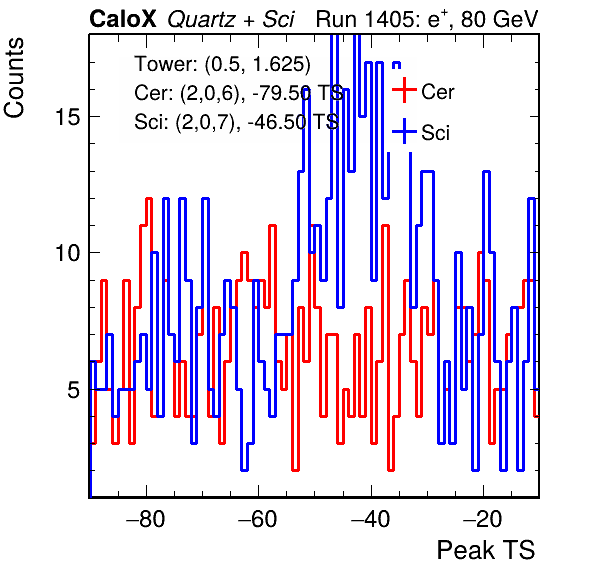 CaloX Quartz + Sci Run 1405: e+, 80 GeV
Counts
Tower: (0.5, 1.625)
Cer: (2,0,6), -79.50 TS
Sci: (2,0,7), -46.50 TS
Cer
Sci
15
10
5
−80 −60 −40 −20
Peak TS